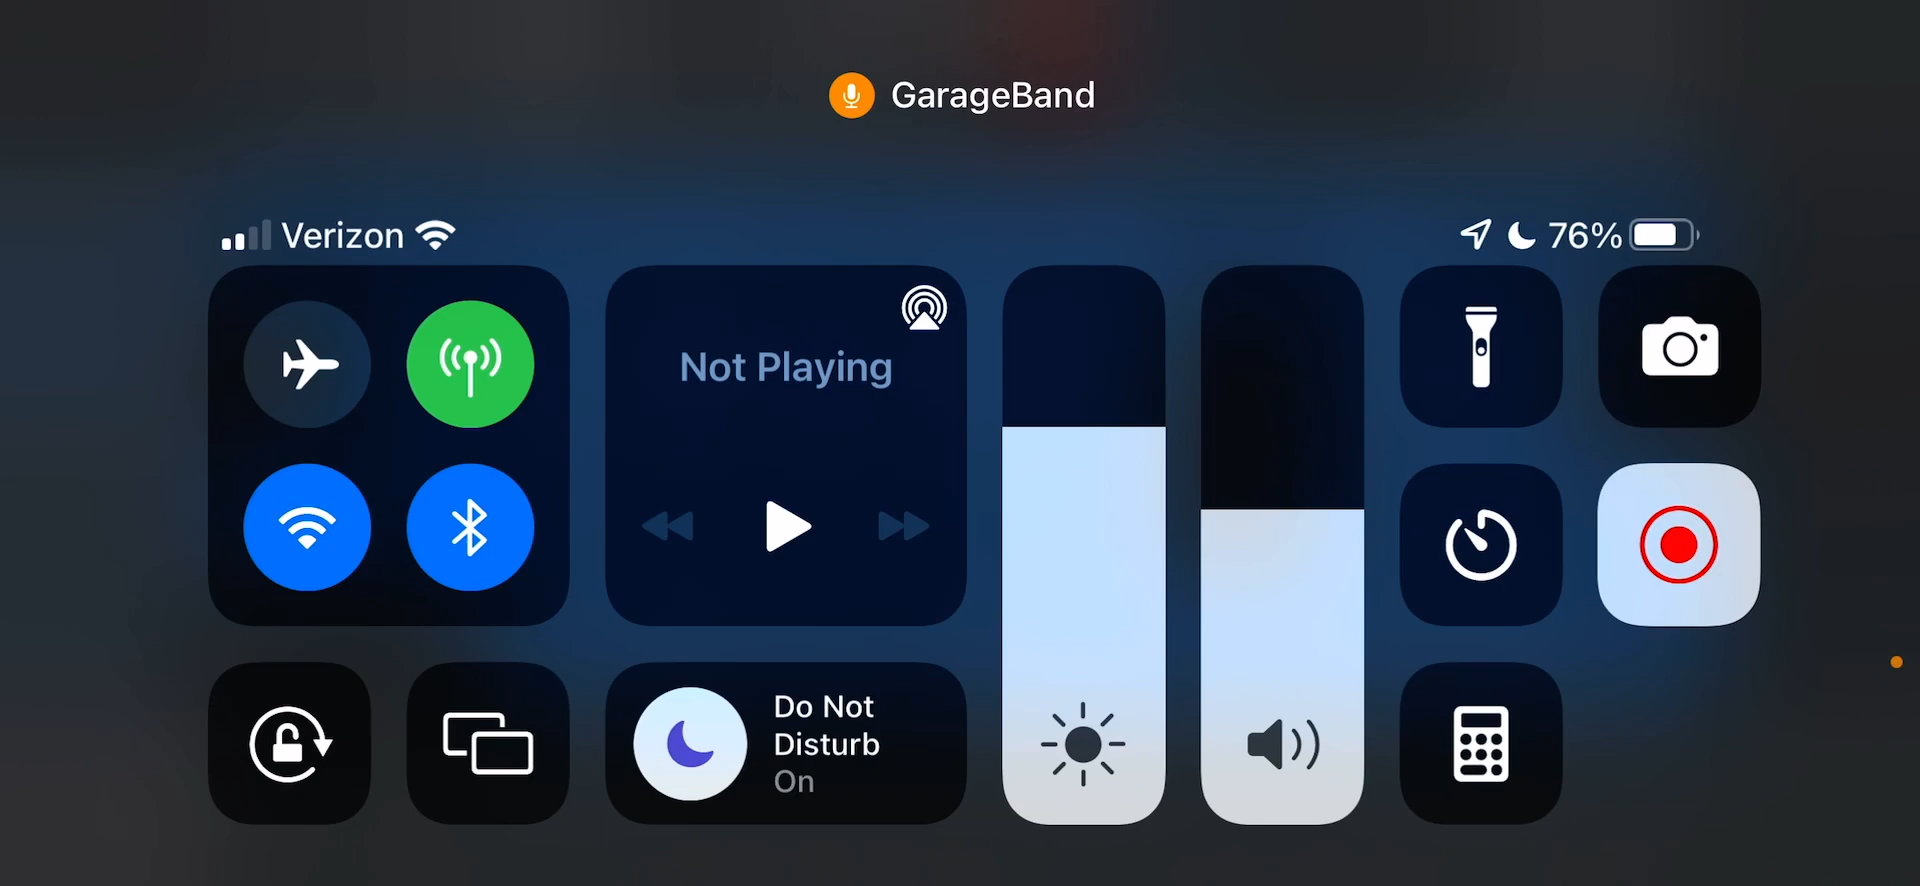 GarageBand
Verizon
76%
Not Playing
Do Not
Disturb
On